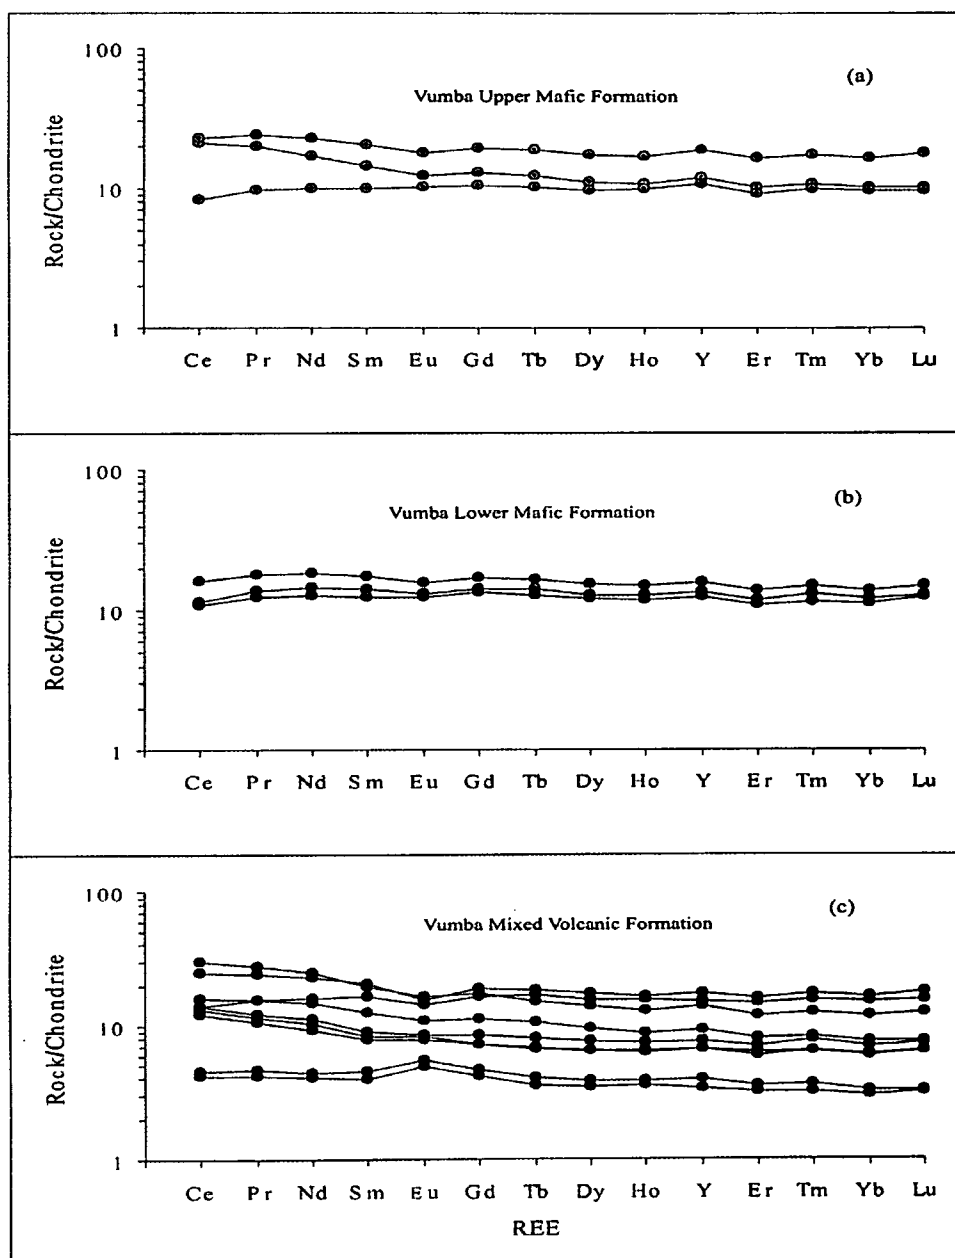 (a)
100
Vumba Upper Mafic Formation
10
1
Rock/Chondrite
Ce Pr Nd Sm Eu Gd Tb Dy Ho Y Er Tm Yb Lu
(b)
100
Vumba Lower Mafic Formation
10
1
Rock/Chondrite
Ce Pr Nd Sm Eu Gd Tb Dy Ho Y Er Tm Yb Lu
(c)
100
Vumba Mixed Volcanic Formation
10
1
Rock/Chondrite
Ce Pr Nd Sm Eu Gd Tb Dy Ho Y Er Tm Yb Lu
REE